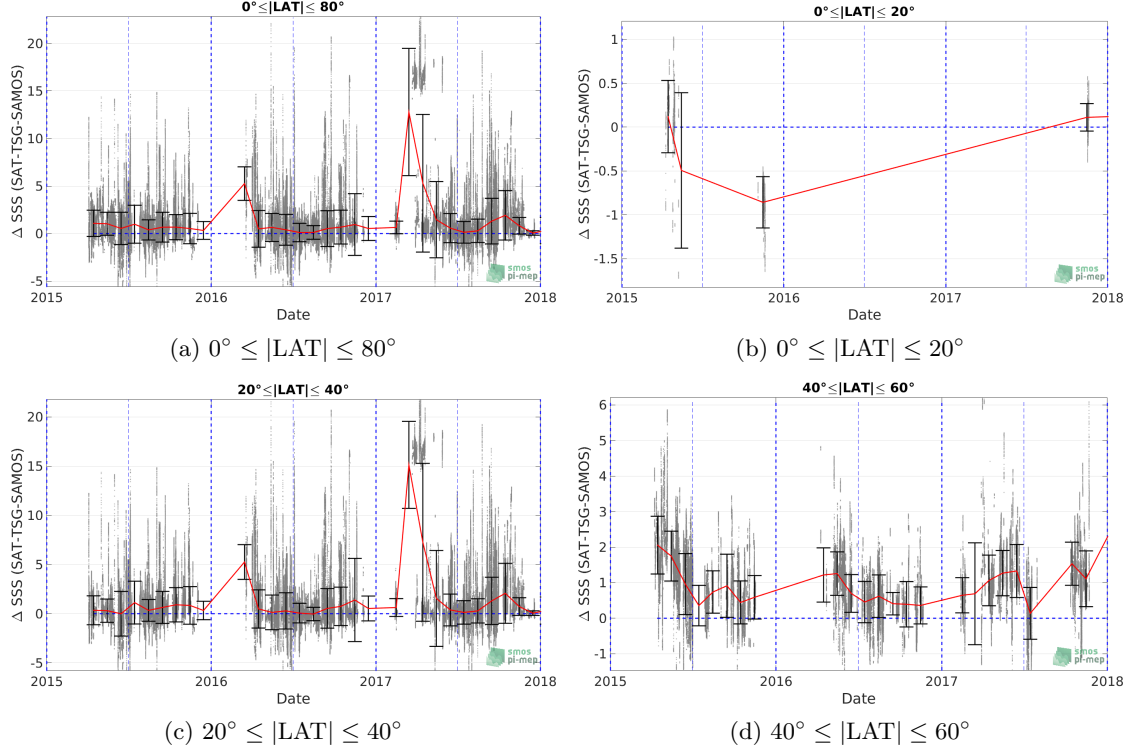 0°≤|LAT|≤ 80°
Δ SSS (SAT-TSG-SAMOS)
20
15
10
5
0
-5
2015
2016
2017
2018
Date
smos
pi-mep
(a) 0° ≤ |LAT| ≤ 80°
0°≤|LAT|≤ 20°
Δ SSS (SAT-TSG-SAMOS)
1
0.5
0
-0.5
-1
-1.5
2015
2016
2017
2018
Date
smos
pi-mep
(b) 0° ≤ |LAT| ≤ 20°
20°≤|LAT|≤ 40°
Δ SSS (SAT-TSG-SAMOS)
20
15
10
5
0
-5
2015
2016
2017
2018
Date
smos
pi-mep
(c) 20° ≤ |LAT| ≤ 40°
40°≤|LAT|≤ 60°
Δ SSS (SAT-TSG-SAMOS)
6
5
4
3
2
1
0
-1
2015
2016
2017
2018
Date
smos
pi-mep
(d) 40° ≤ |LAT| ≤ 60°